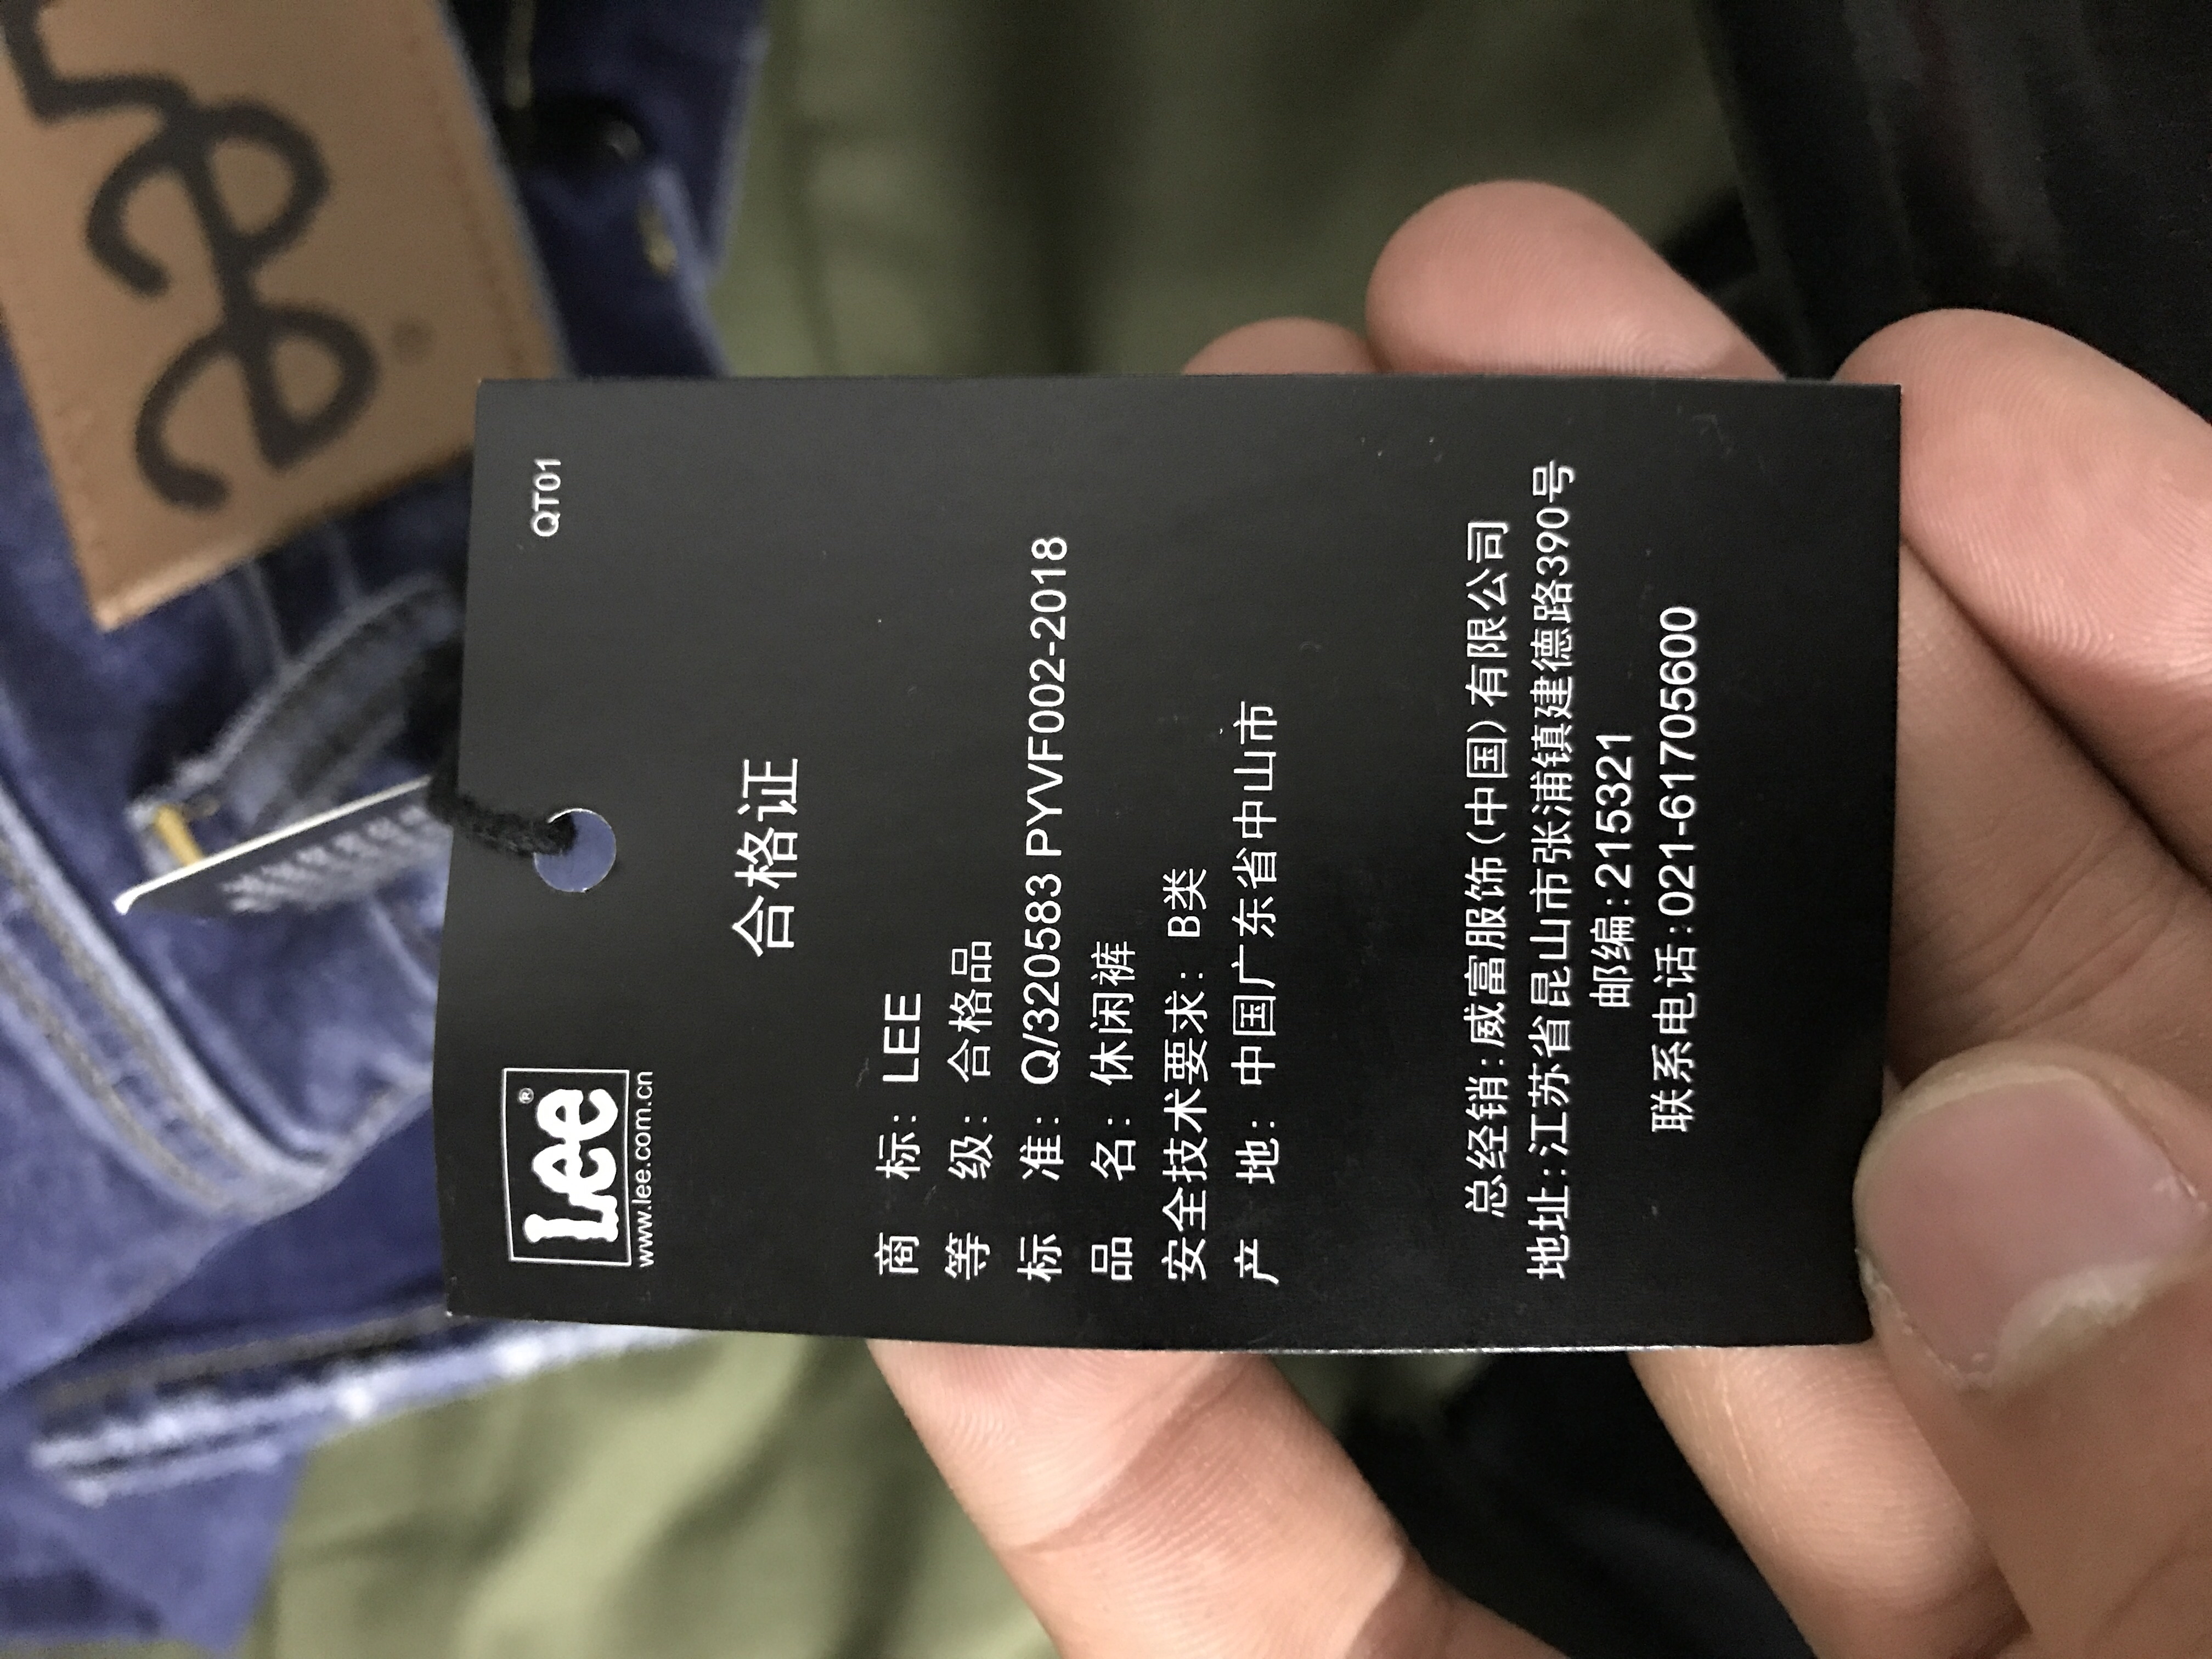 Lee
QT01
Lee®
www.lee.com.cn
合格证
商 标: LEE
等 级: 合格品
标 准: Q/320583 PYVF002-2018
品 名: 休闲裤
安全技术要求: B类
产 地: 中国广东省中山市
总经销:威富服饰(中国)有限公司
地址:江苏省昆山市张浦镇建德路390号
邮编:215321
联系电话:021-61705600